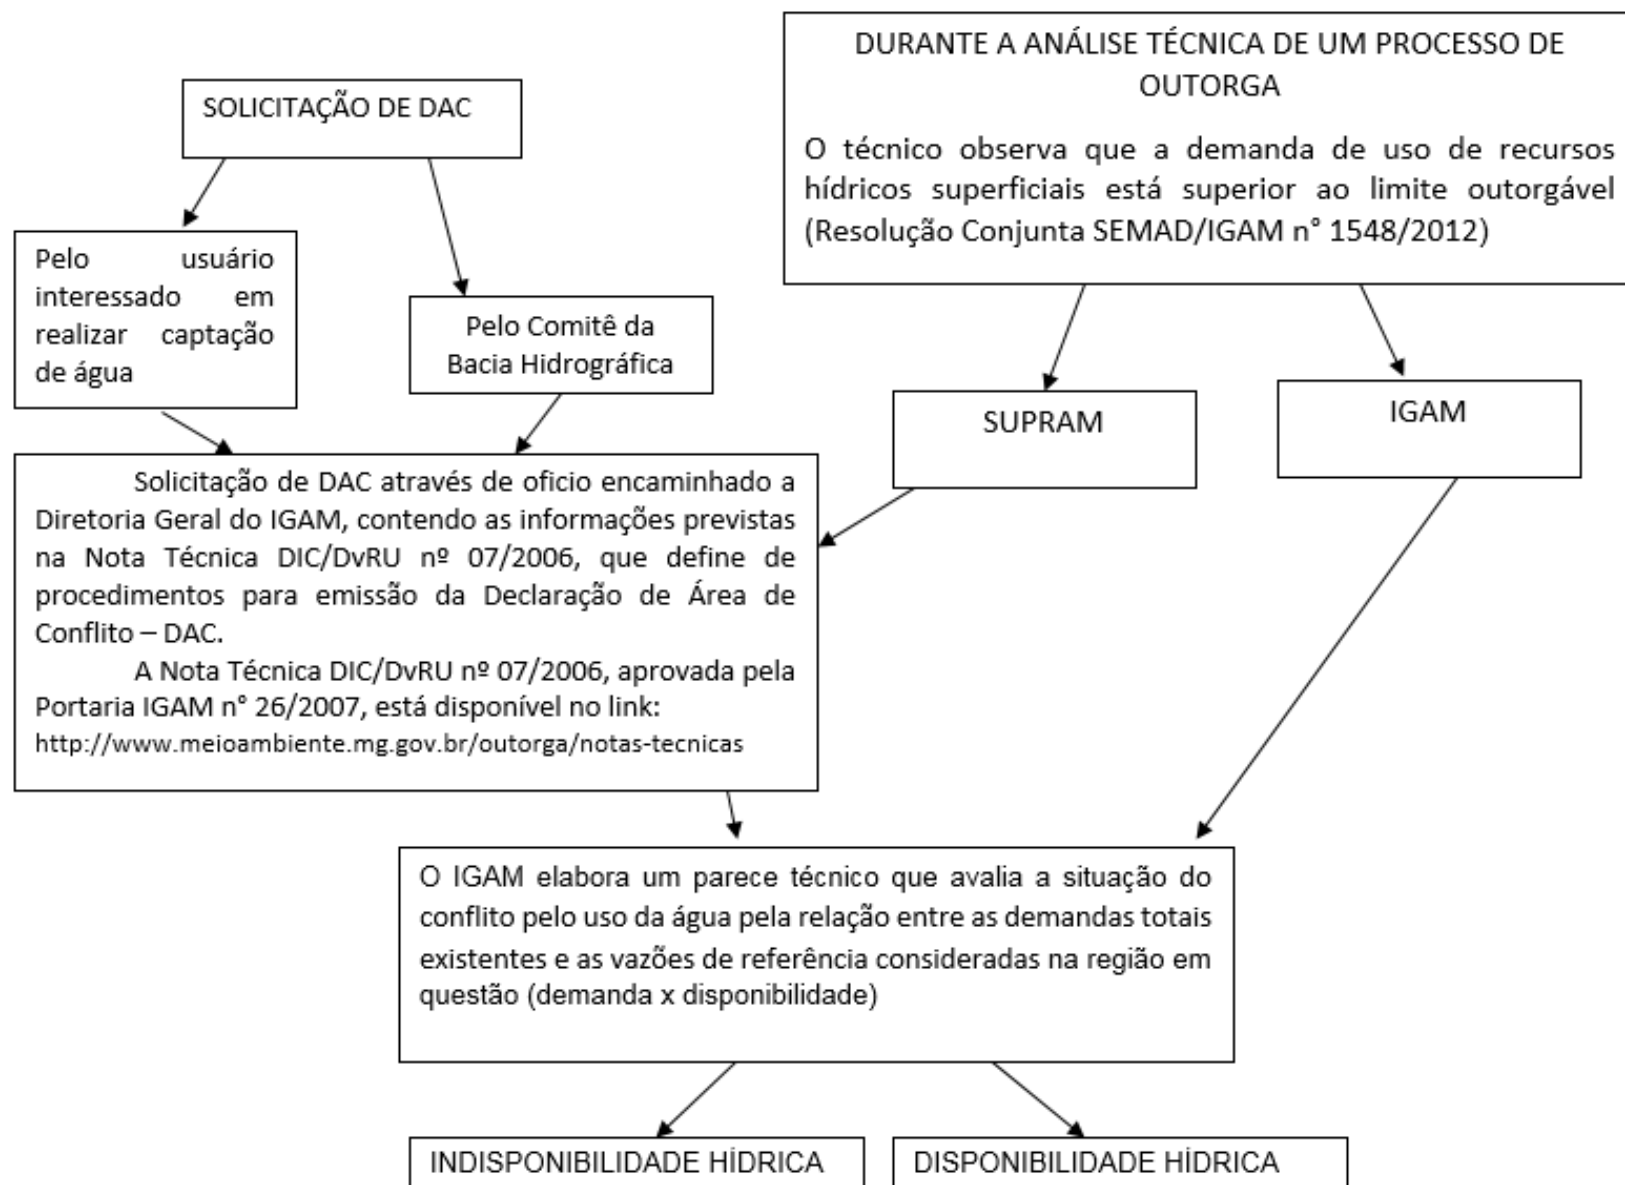 SOLICITAÇÃO DE DAC
DURANTE A ANÁLISE TÉCNICA DE UM PROCESSO DE
OUTORGA
O técnico observa que a demanda de uso de recursos
hídricos superficiais está superior ao limite outorgável
(Resolução Conjunta SEMAD/IGAM n° 1548/2012)
Pelo usuário
interessado em
realizar captação
de água
Pelo Comitê da
Bacia Hidrográfica
SUPRAM
IGAM
Solicitação de DAC através de oficio encaminhado a
Diretoria Geral do IGAM, contendo as informações previstas
na Nota Técnica DIC/DvRU nº 07/2006, que define de
procedimentos para emissão da Declaração de Área de
Conflito – DAC.
A Nota Técnica DIC/DvRU nº 07/2006, aprovada pela
Portaria IGAM n° 26/2007, está disponível no link:
http://www.meioambiente.mg.gov.br/outorga/notas-tecnicas
O IGAM elabora um parece técnico que avalia a situação do
conflito pelo uso da água pela relação entre as demandas totais
existentes e as vazões de referência consideradas na região em
questão (demanda x disponibilidade)
INDISPONIBILIDADE HÍDRICA
DISPONIBILIDADE HÍDRICA